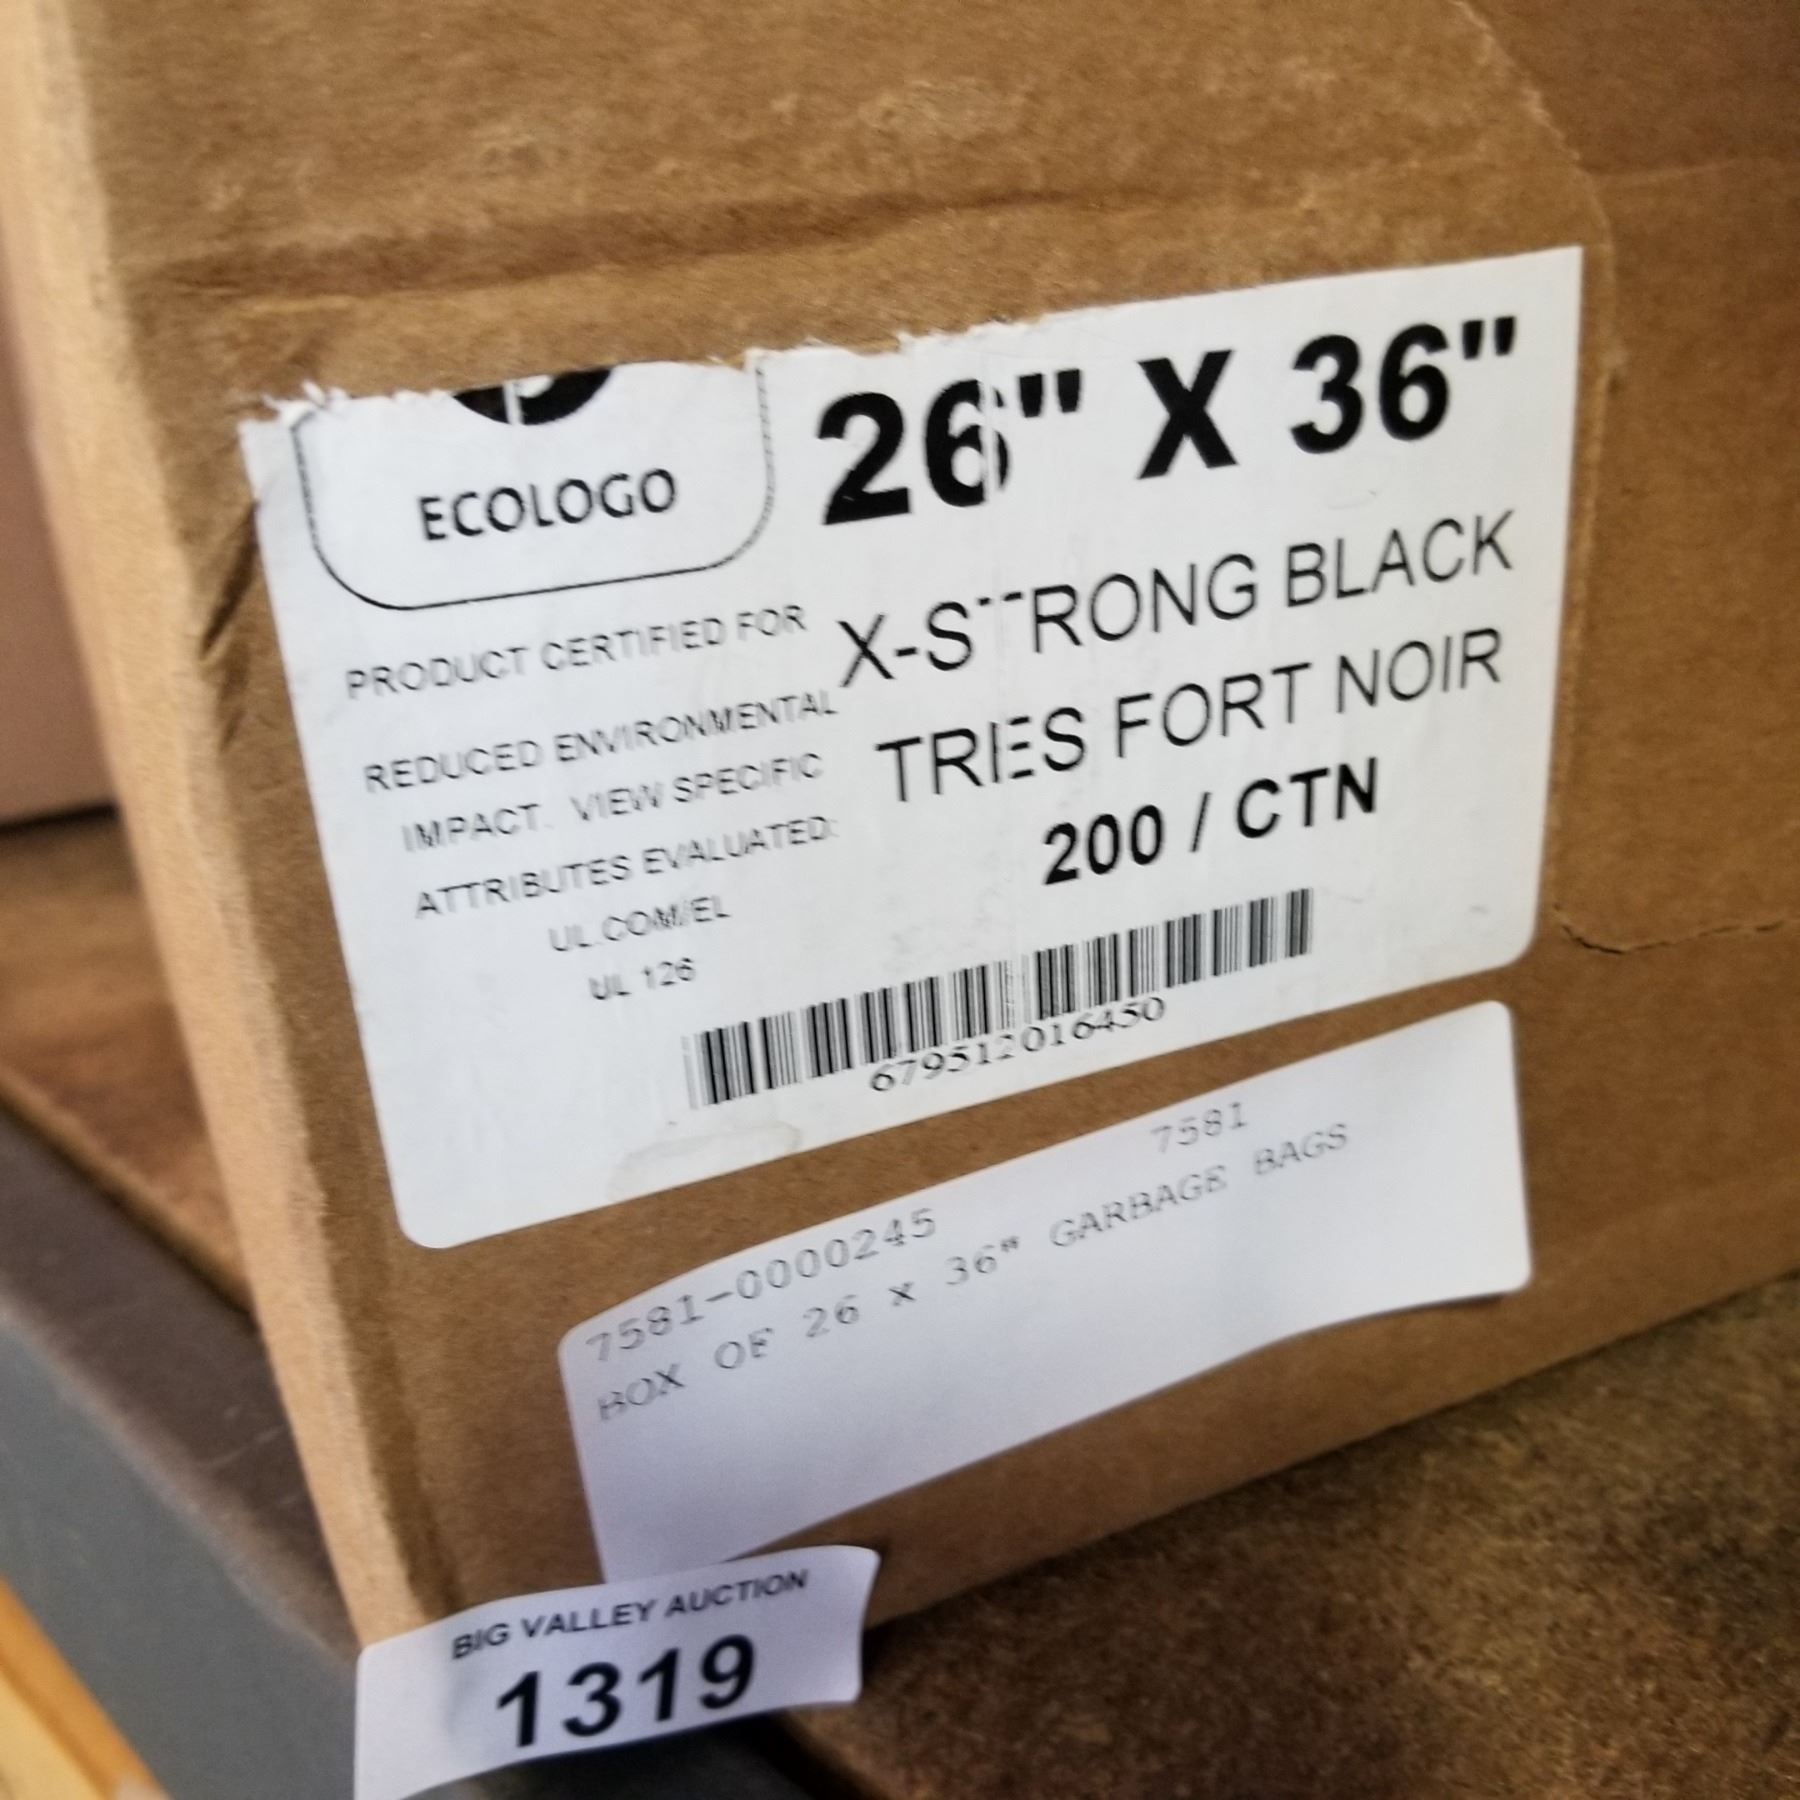 ECOLOGO
26" X 36"
PRODUCT CERTIFIED FOR
X-STRONG BLACK
REDUCED ENVIRONMENTAL
TRIES FORT NOIR
IMPACT. VIEW SPECIFIC
ATTRIBUTES EVALUATED:
200 / CTN
UL.COM/EL
UL 126
679512016450
7581-0000245 7581
BOX OF 26 x 36" GARBAGE BAGS
BIG VALLEY AUCTION
1319